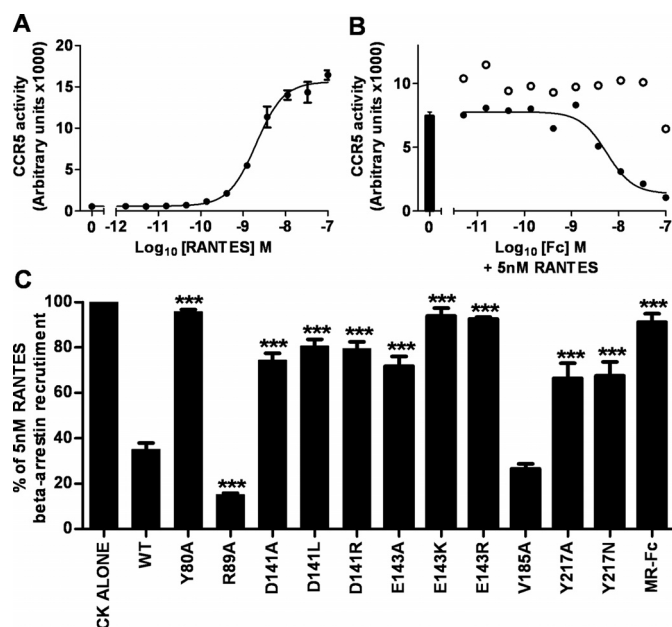 A
B
CCR5 activity
(Arbitrary units x1000)
20
15
10
5
0
0 -12 -11 -10 -9 -8 -7
Log10 [RANTES] M
CCR5 activity
(Arbitrary units x1000)
15
10
5
0
0 -11 -10 -9 -8 -7
Log10 [Fc] M
+ 5nM RANTES
C
% of 5nM RANTES
beta-arrestin recrutiment
100
80
60
40
20
0
*** *** *** *** *** *** *** *** *** *** ***
CK ALONE
WT
Y80A
R89A
D141A
D141L
D141R
E143A
E143K
E143R
V185A
Y217A
Y217N
MR-Fc